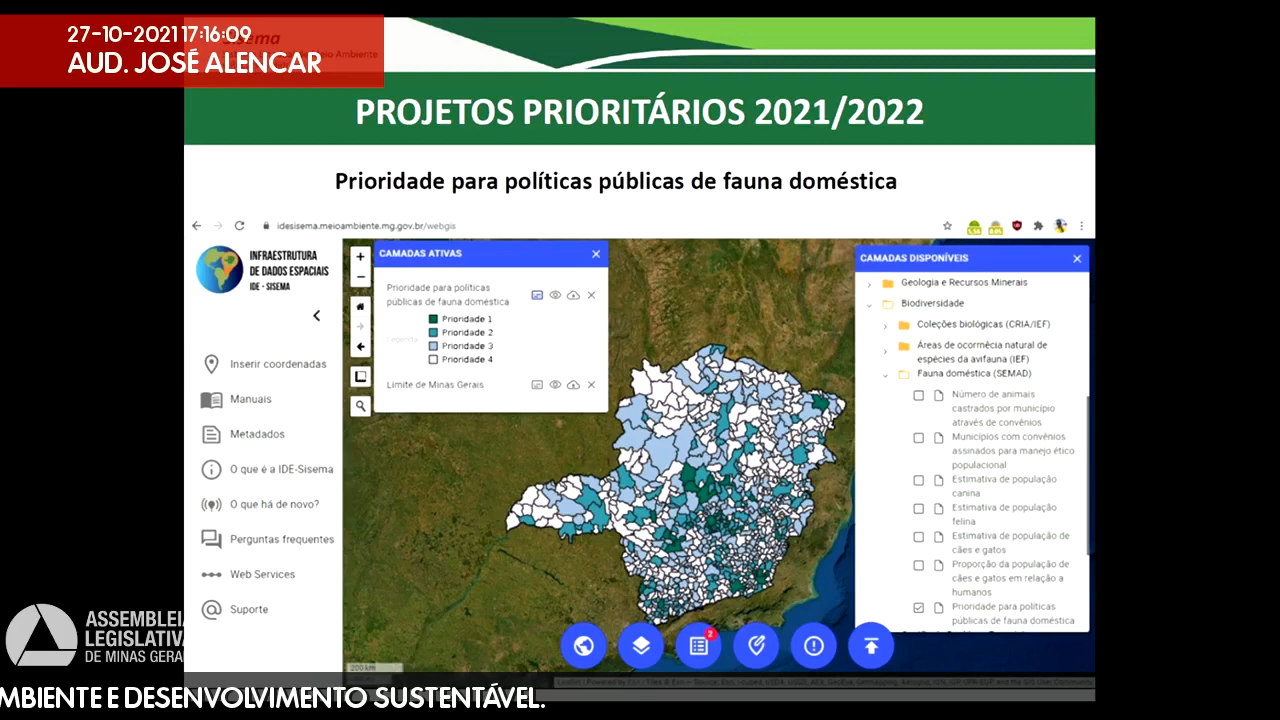 27-10-2021 17:16:09
AUD. JOSÉ ALENCAR
PROJETOS PRIORITÁRIOS 2021/2022
Prioridade para políticas públicas de fauna doméstica
idesisema.meioambiente.mg.gov.br/webgis
INFRAESTRUTURA
DE DADOS ESPACIAIS
IDE - SISEMA
Inserir coordenadas
Manuais
Metadados
O que é a IDE-Sisema
O que há de novo?
Perguntas frequentes
Web Services
Suporte
CAMADAS ATIVAS
Prioridade para políticas
públicas de fauna doméstica
Legenda
Prioridade 1
Prioridade 2
Prioridade 3
Prioridade 4
Limite de Minas Gerais
CAMADAS DISPONÍVEIS
Geologia e Recursos Minerais
Biodiversidade
Coleções biológicas (CRIA/IEF)
Áreas de ocorrncia natural de
espécies da avifauna (IEF)
Fauna doméstica (SEMAD)
Número de animais
castrados por município
através de convênios
Municípios com convênios
assinados para manejo ético
populacional
Estimativa de população
canina
Estimativa de população
felina
Estimativa de população de
cães e gatos
Proporção da população de
cães e gatos em relação a
humanos
Prioridade para políticas
públicas de fauna doméstica
2
200 km
ASSEMBLEIA
LEGISLATIVA
DE MINAS GERAI
MBIENTE E DESENVOLVIMENTO SUSTENTÁVEL.